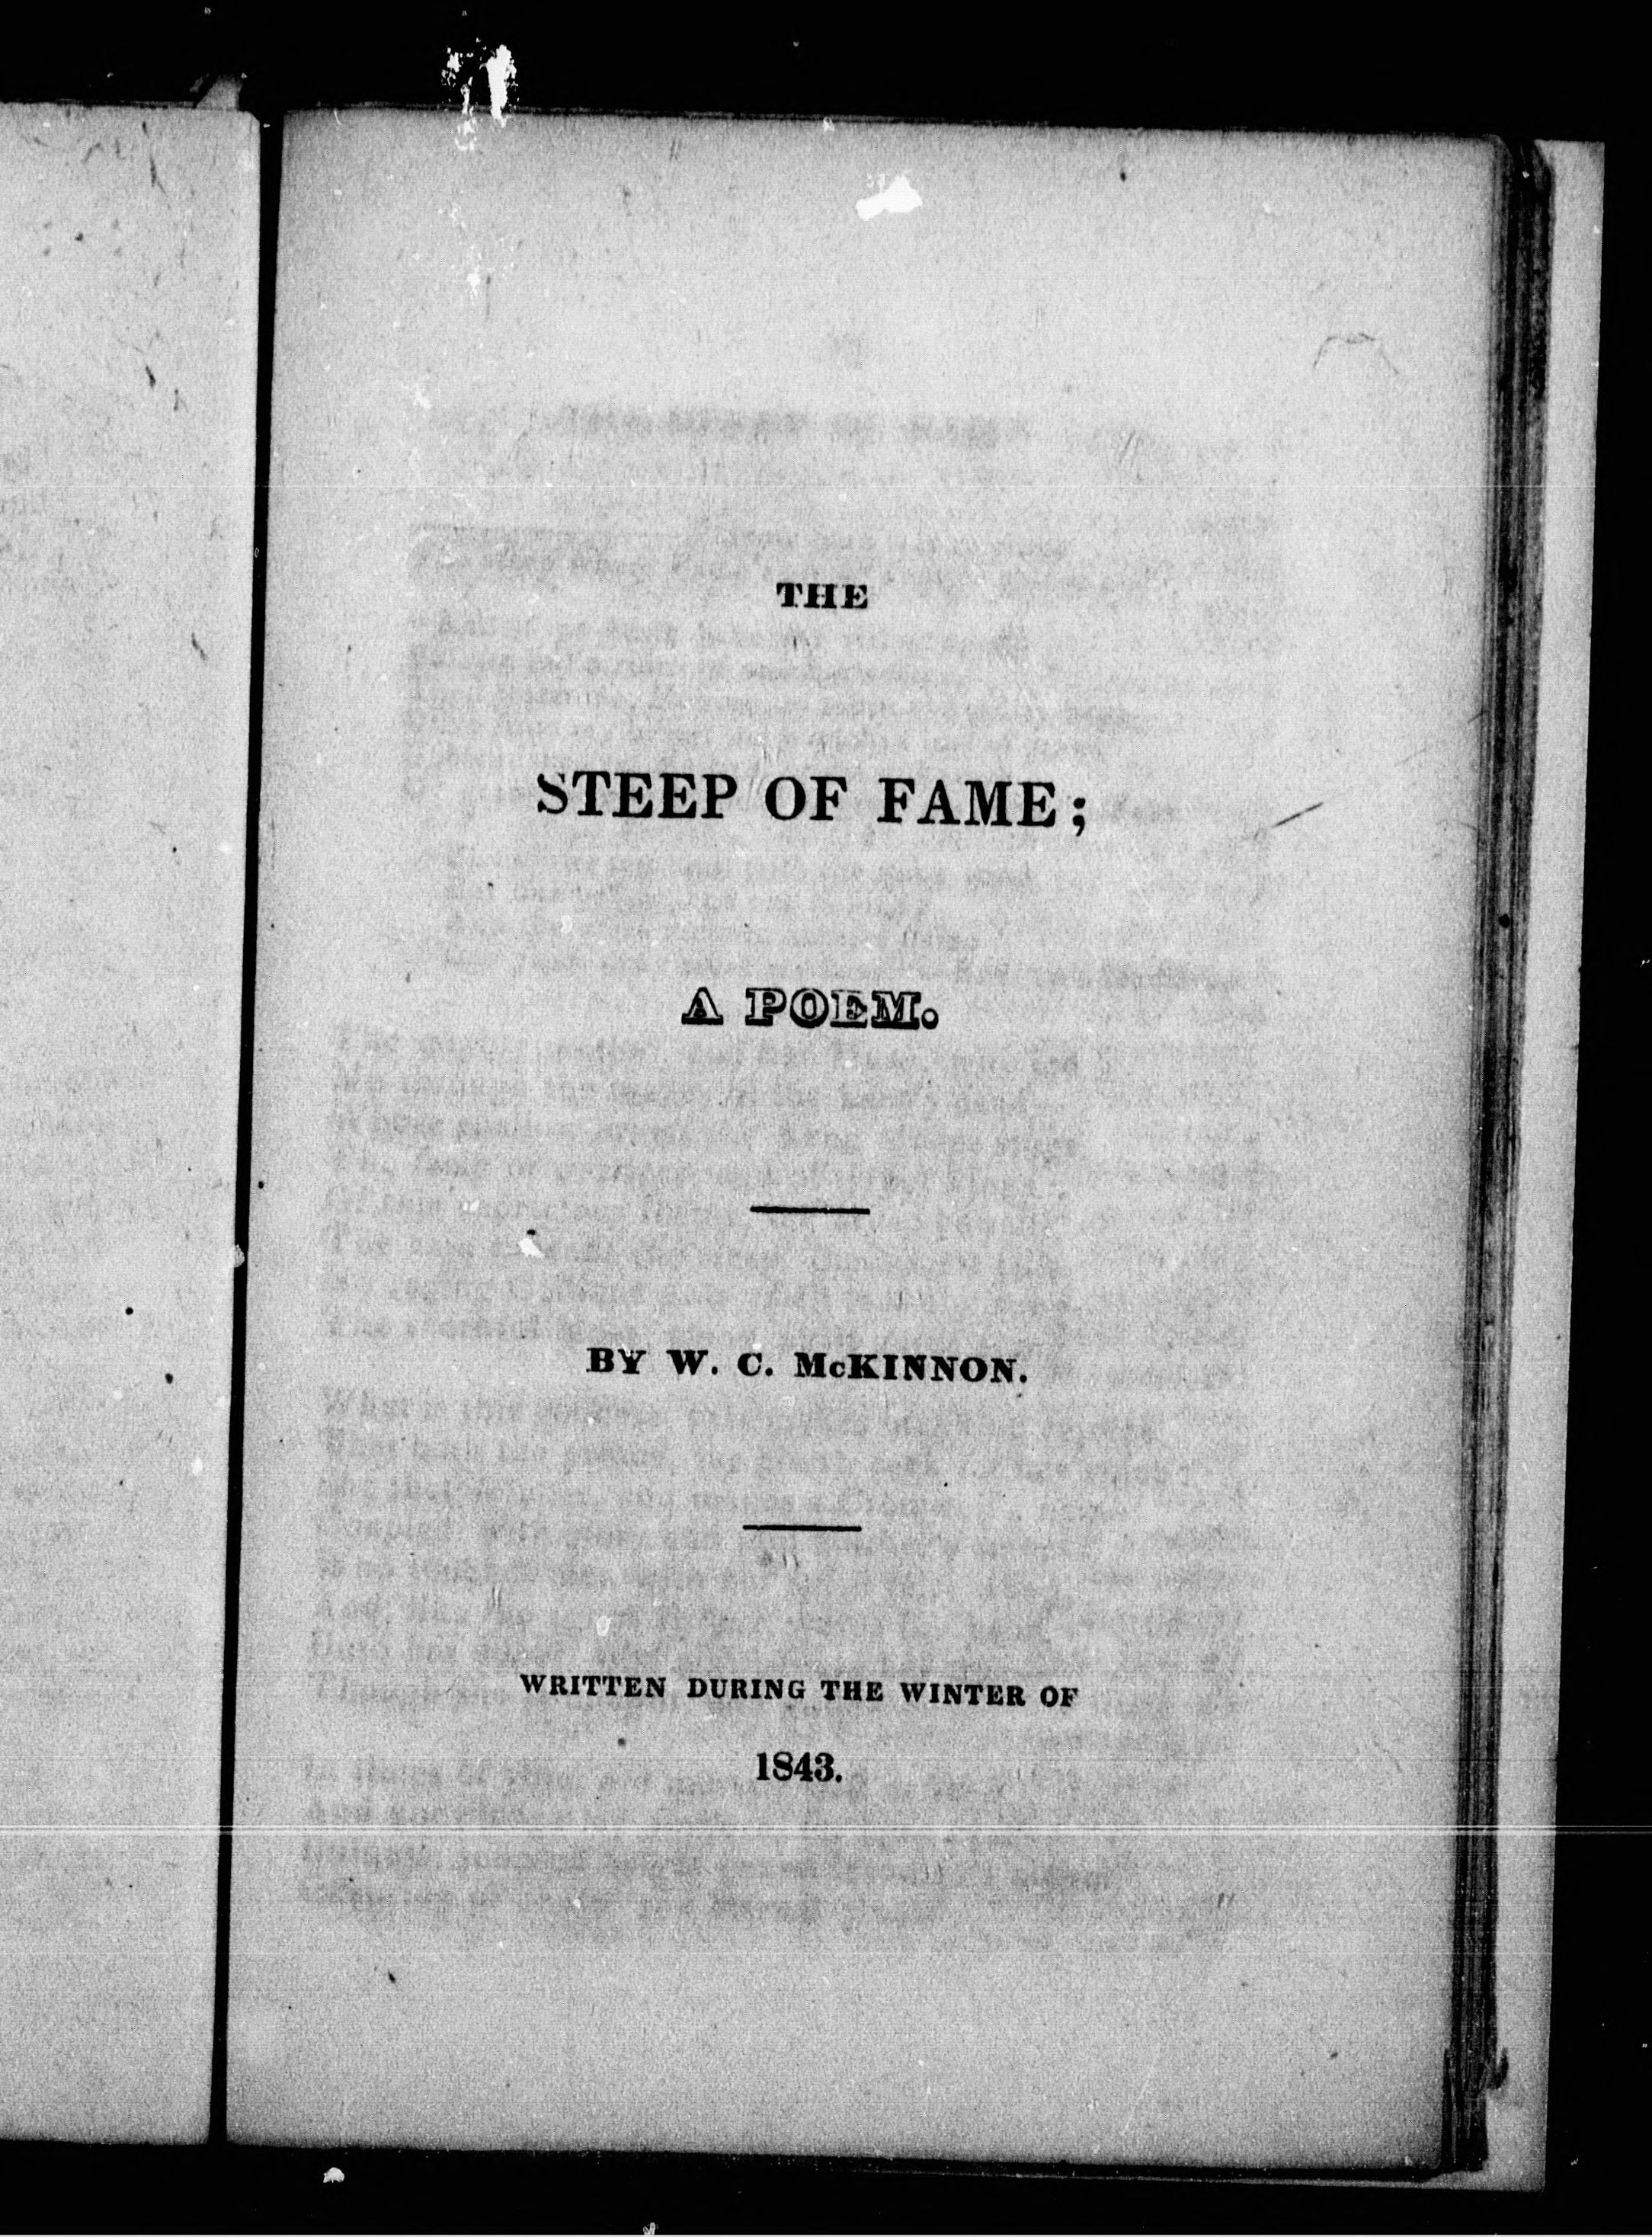 THE
STEEP OF FAME;
A POEM.
BY W. C. McKINNON.
WRITTEN DURING THE WINTER OF
1843.